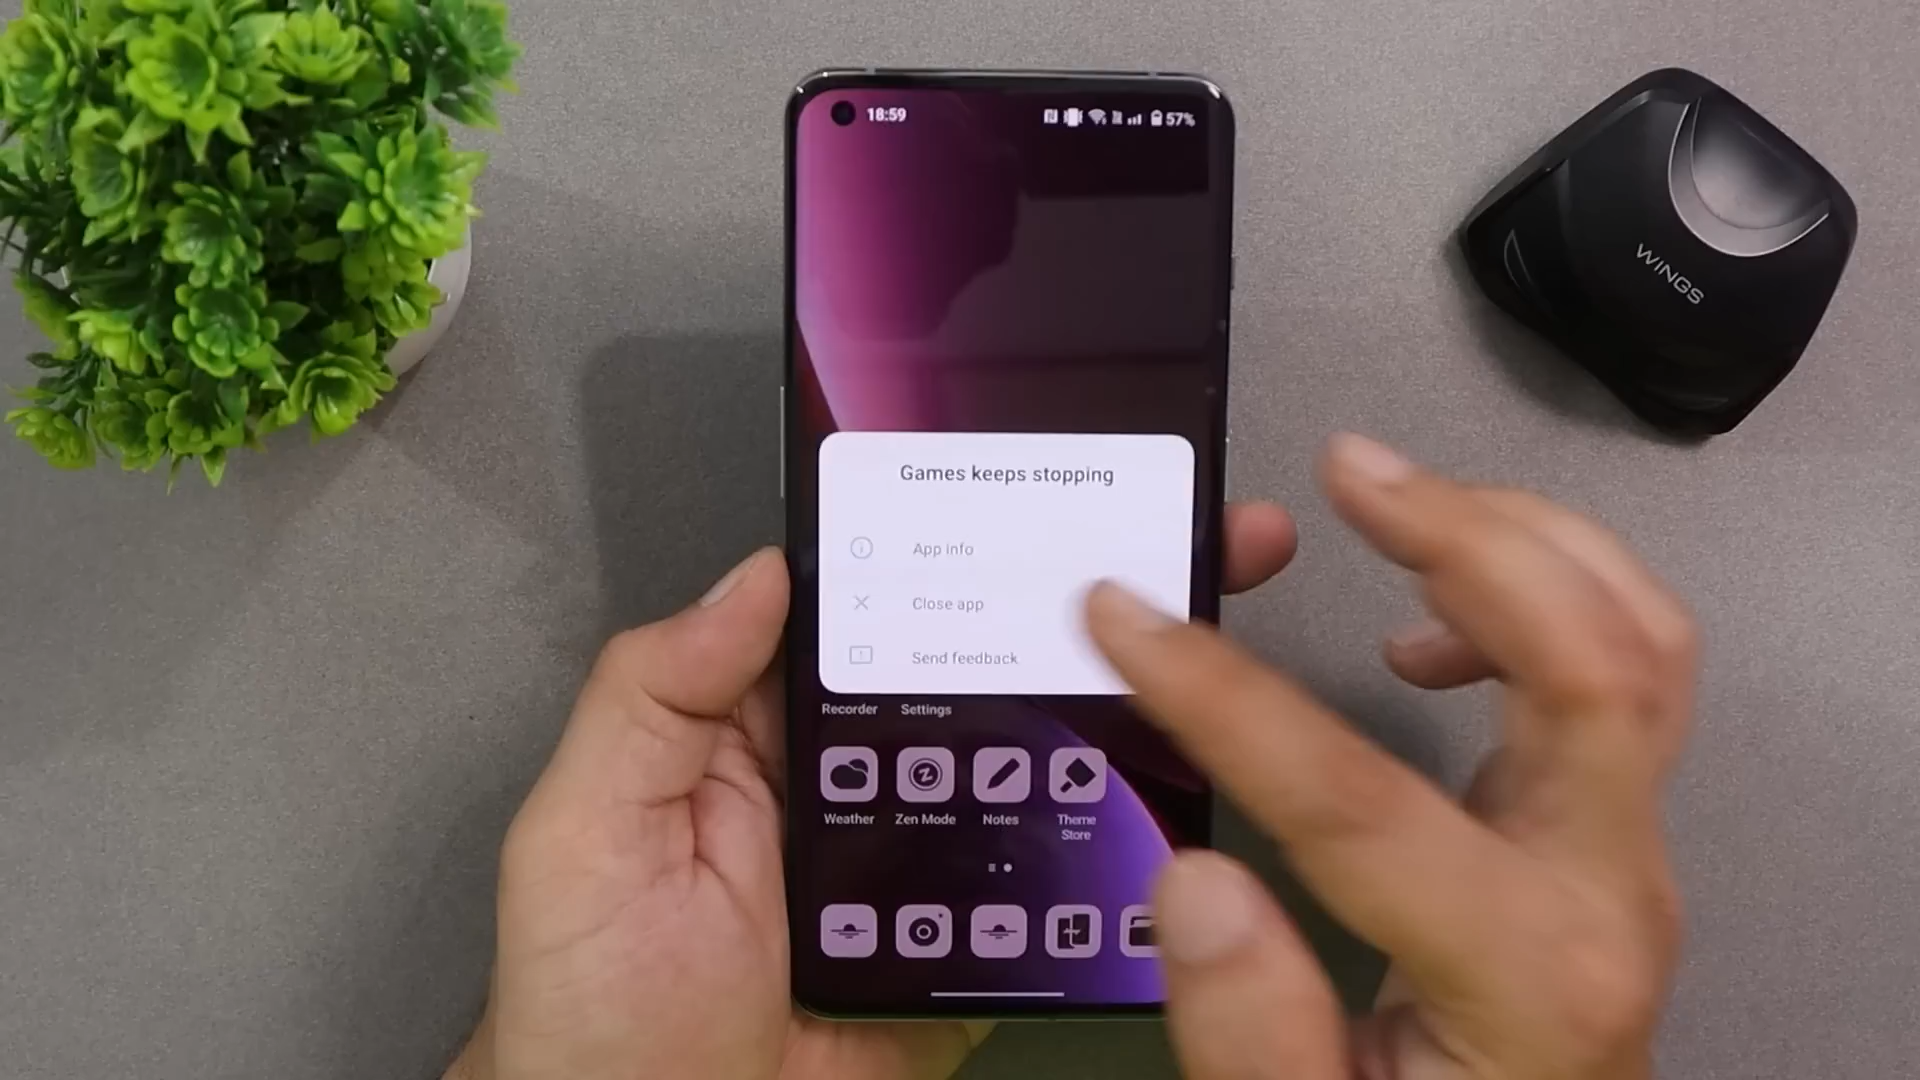 18:59
57%
WINGS
Games keeps stopping
App info
Close app
Send feedback
Recorder Settings
Weather Zen Mode Notes Theme Store